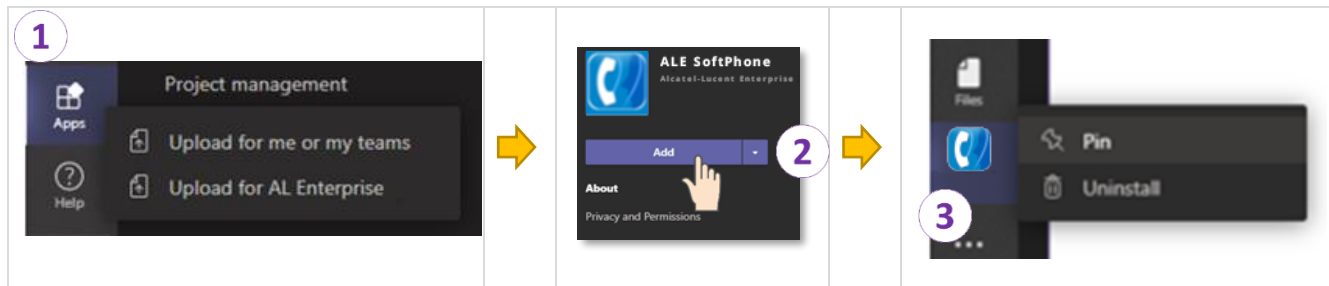 1
Project management
Apps
Upload for me or my teams
Upload for AL Enterprise
Help
ALE SoftPhone
Alcatel-Lucent Enterprise
Add
2
About
Privacy and Permissions
Files
Pin
Uninstall
3